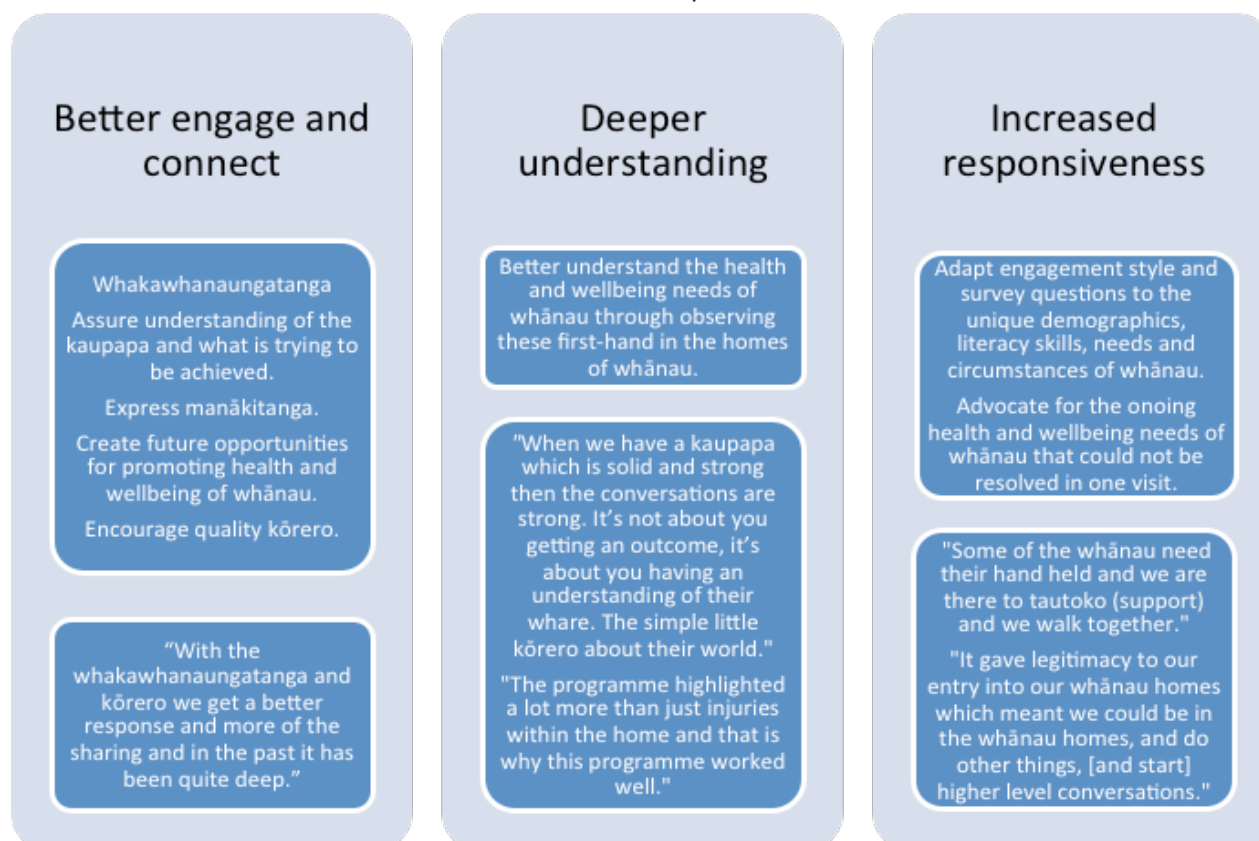 Better engage and
connect
Whakawhanaungatanga
Assure understanding of the
kaupapa and what is trying to
be achieved.
Express manākitanga.
Create future opportunities
for promoting health and
wellbeing of whānau.
Encourage quality kōrero.
“With the
whakawhanaungatanga and
kōrero we get a better
response and more of the
sharing and in the past it has
been quite deep.”
Deeper
understanding
Better understand the health
and wellbeing needs of
whānau through observing
these first-hand in the homes
of whānau.
"When we have a kaupapa
which is solid and strong
then the conversations are
strong. It’s not about you
getting an outcome, it’s
about you having an
understanding of their
whare. The simple little
kōrero about their world."
"The programme highlighted
a lot more than just injuries
within the home and that is
why this programme worked
well."
Increased
responsiveness
Adapt engagement style and
survey questions to the
unique demographics,
literacy skills, needs and
circumstances of whānau.
Advocate for the onoing
health and wellbeing needs of
whānau that could not be
resolved in one visit.
"Some of the whānau need
their hand held and we are
there to tautoko (support)
and we walk together."
"It gave legitimacy to our
entry into our whānau homes
which meant we could be in
the whānau homes, and do
other things, [and start]
higher level conversations."